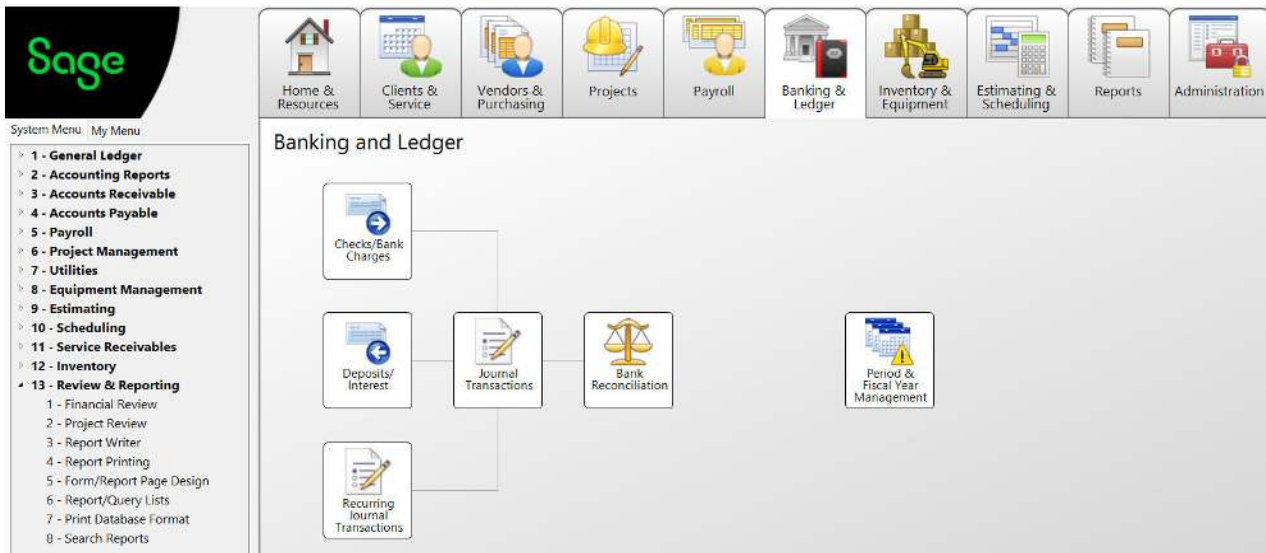 Sage
Home &
Resources
Clients &
Service
Vendors &
Purchasing
Projects
Payroll
Banking &
Ledger
Inventory &
Equipment
Estimating &
Scheduling
Reports
Administration
System Menu
My Menu
1 - General Ledger
2 - Accounting Reports
3 - Accounts Receivable
4 - Accounts Payable
5 - Payroll
6 - Project Management
7 - Utilities
8 - Equipment Management
9 - Estimating
10 - Scheduling
11 - Service Receivables
12 - Inventory
13 - Review & Reporting
1 - Financial Review
2 - Project Review
3 - Report Writer
4 - Report Printing
5 - Form/Report Page Design
6 - Report/Query Lists
7 - Print Database Format
8 - Search Reports
Banking and Ledger
Checks/Bank
Charges
Deposits/
Interest
Journal
Transactions
Bank
Reconciliation
Period &
Fiscal Year
Management
Recurring
Journal
Transactions